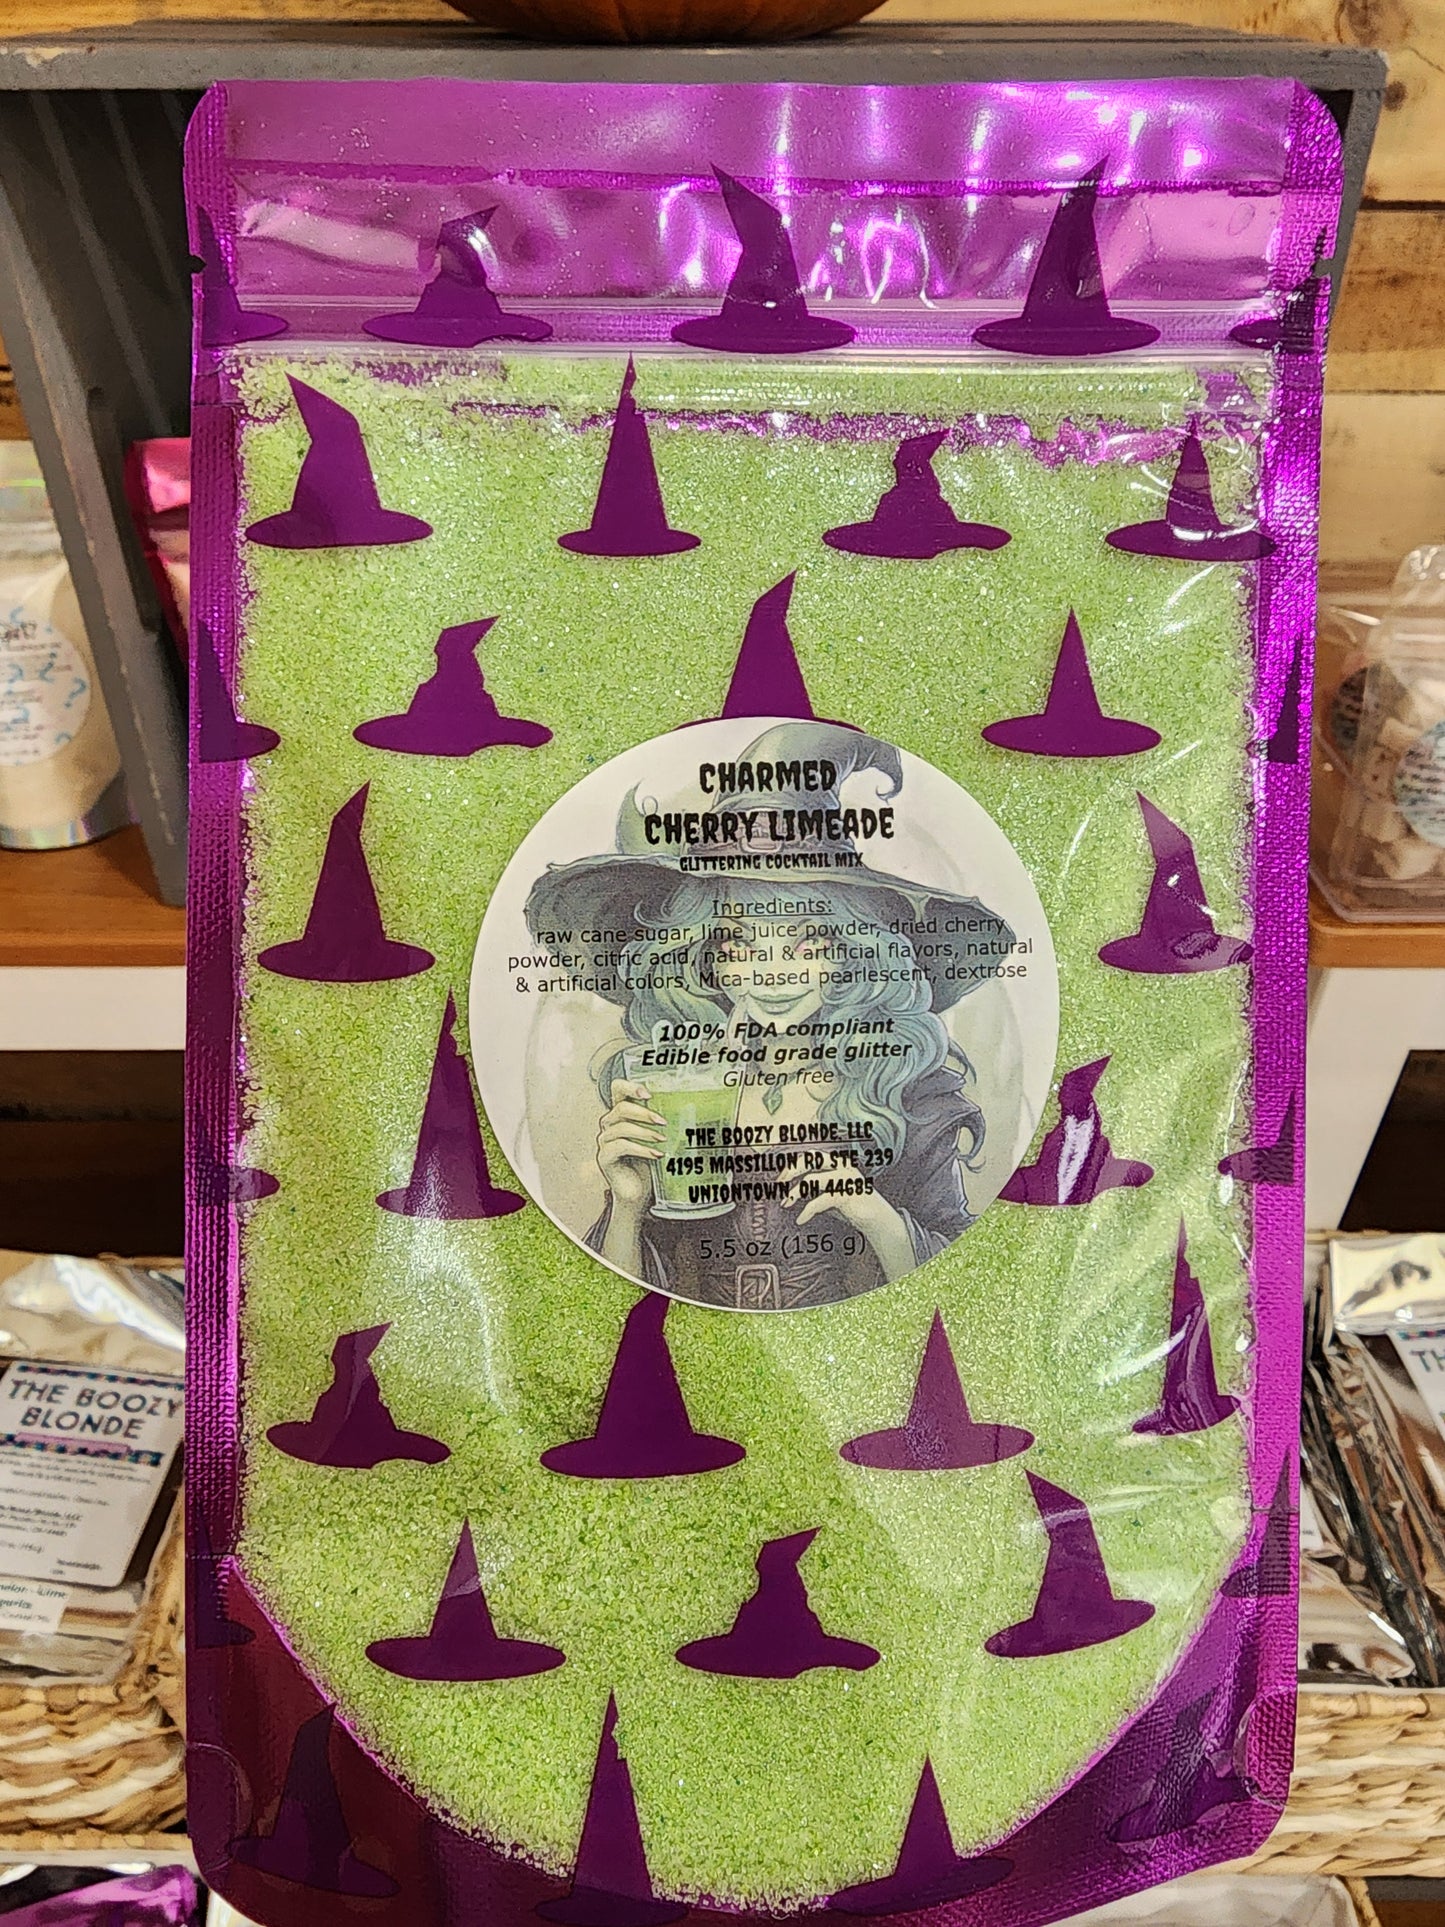 CHARMED
CHERRY LIMEADE
GLITTERING COCKTAIL MIX
Ingredients:
raw cane sugar, lime juice powder, dried cherry
powder, citric acid, natural & artificial flavors, natural
& artificial colors, Mica-based pearlescent, dextrose
100% FDA compliant
Edible food grade glitter
Gluten free
THE BOOZY BLONDE, LLC
4195 MASSILLON RD STE 239
UNIONTOWN, OH 44685
5.5 oz (156 g)
THE BOOZY
BLONDE